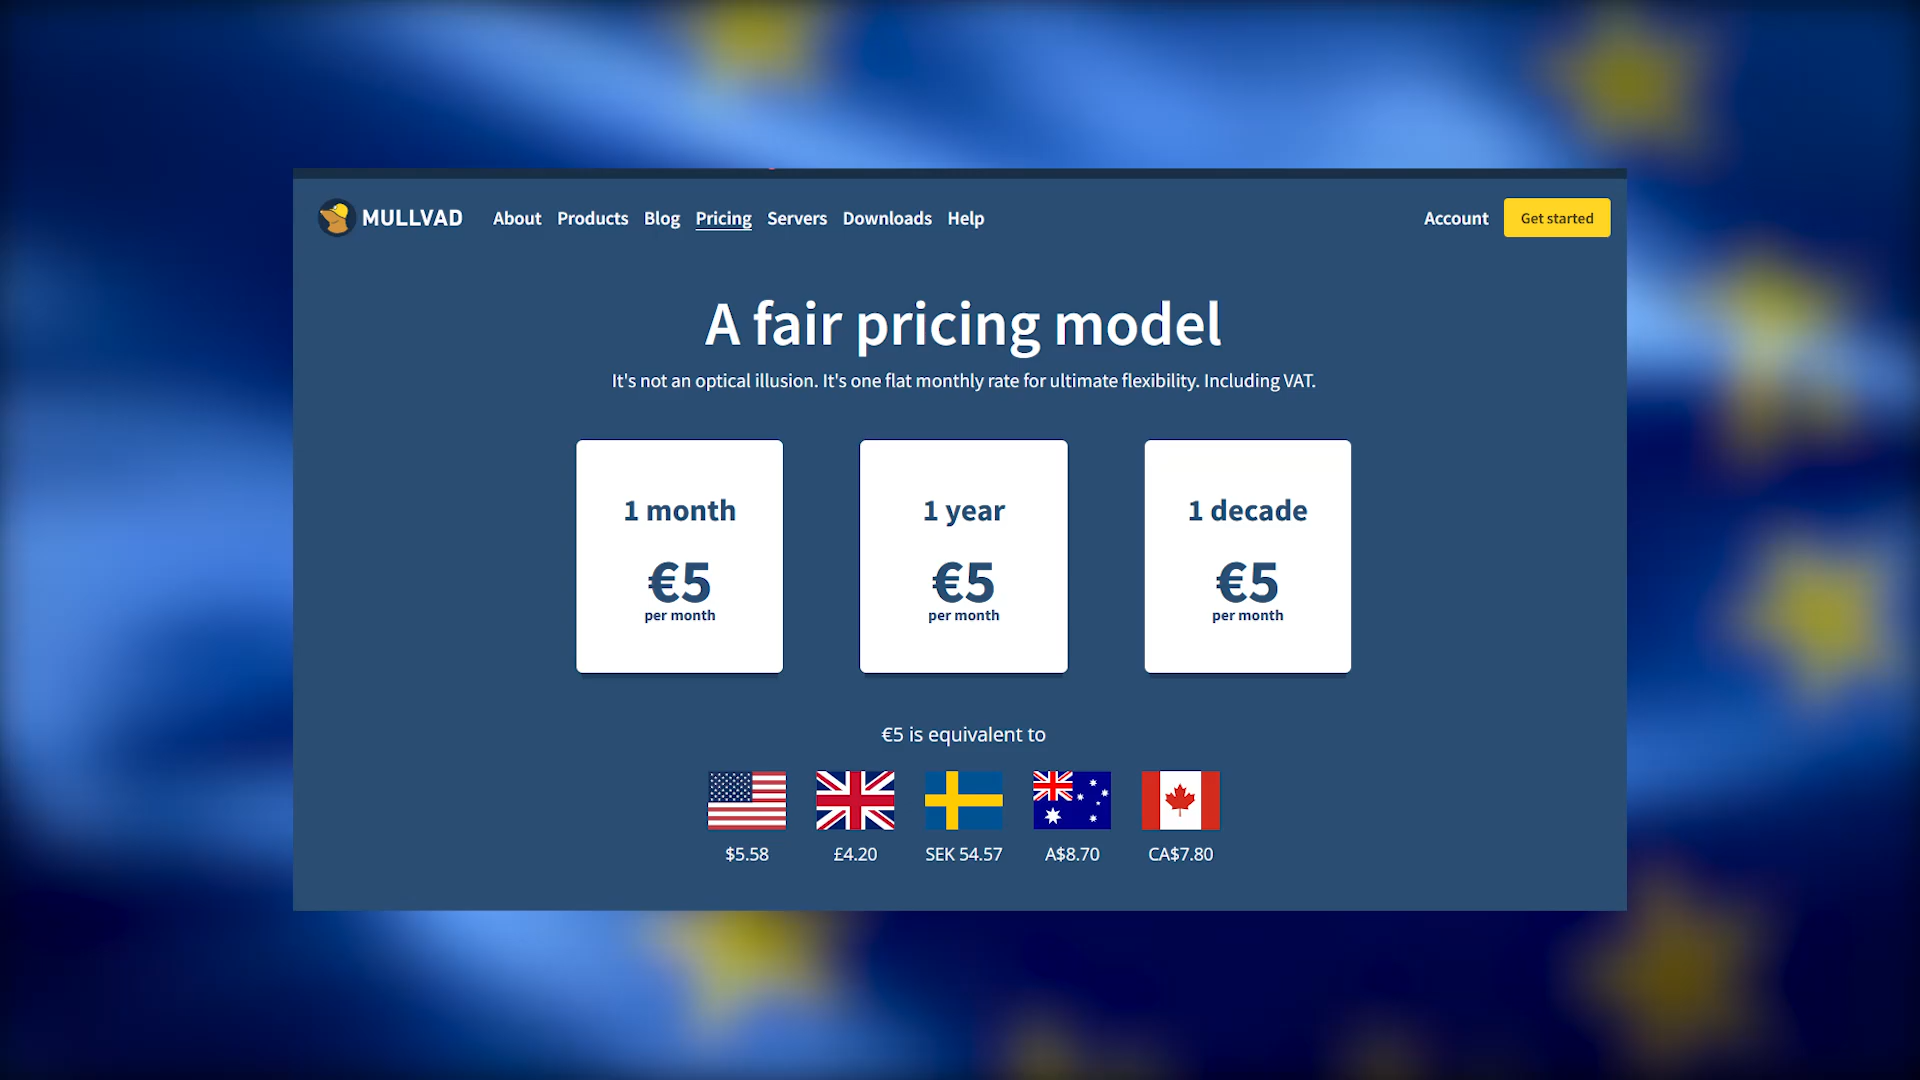 MULLVAD
About Products Blog Pricing Servers Downloads Help
Account Get started
A fair pricing model
It's not an optical illusion. It's one flat monthly rate for ultimate flexibility. Including VAT.
1 month
€5
per month
1 year
€5
per month
1 decade
€5
per month
€5 is equivalent to
$5.58
£4.20
SEK 54.57
A$8.70
CA$7.80